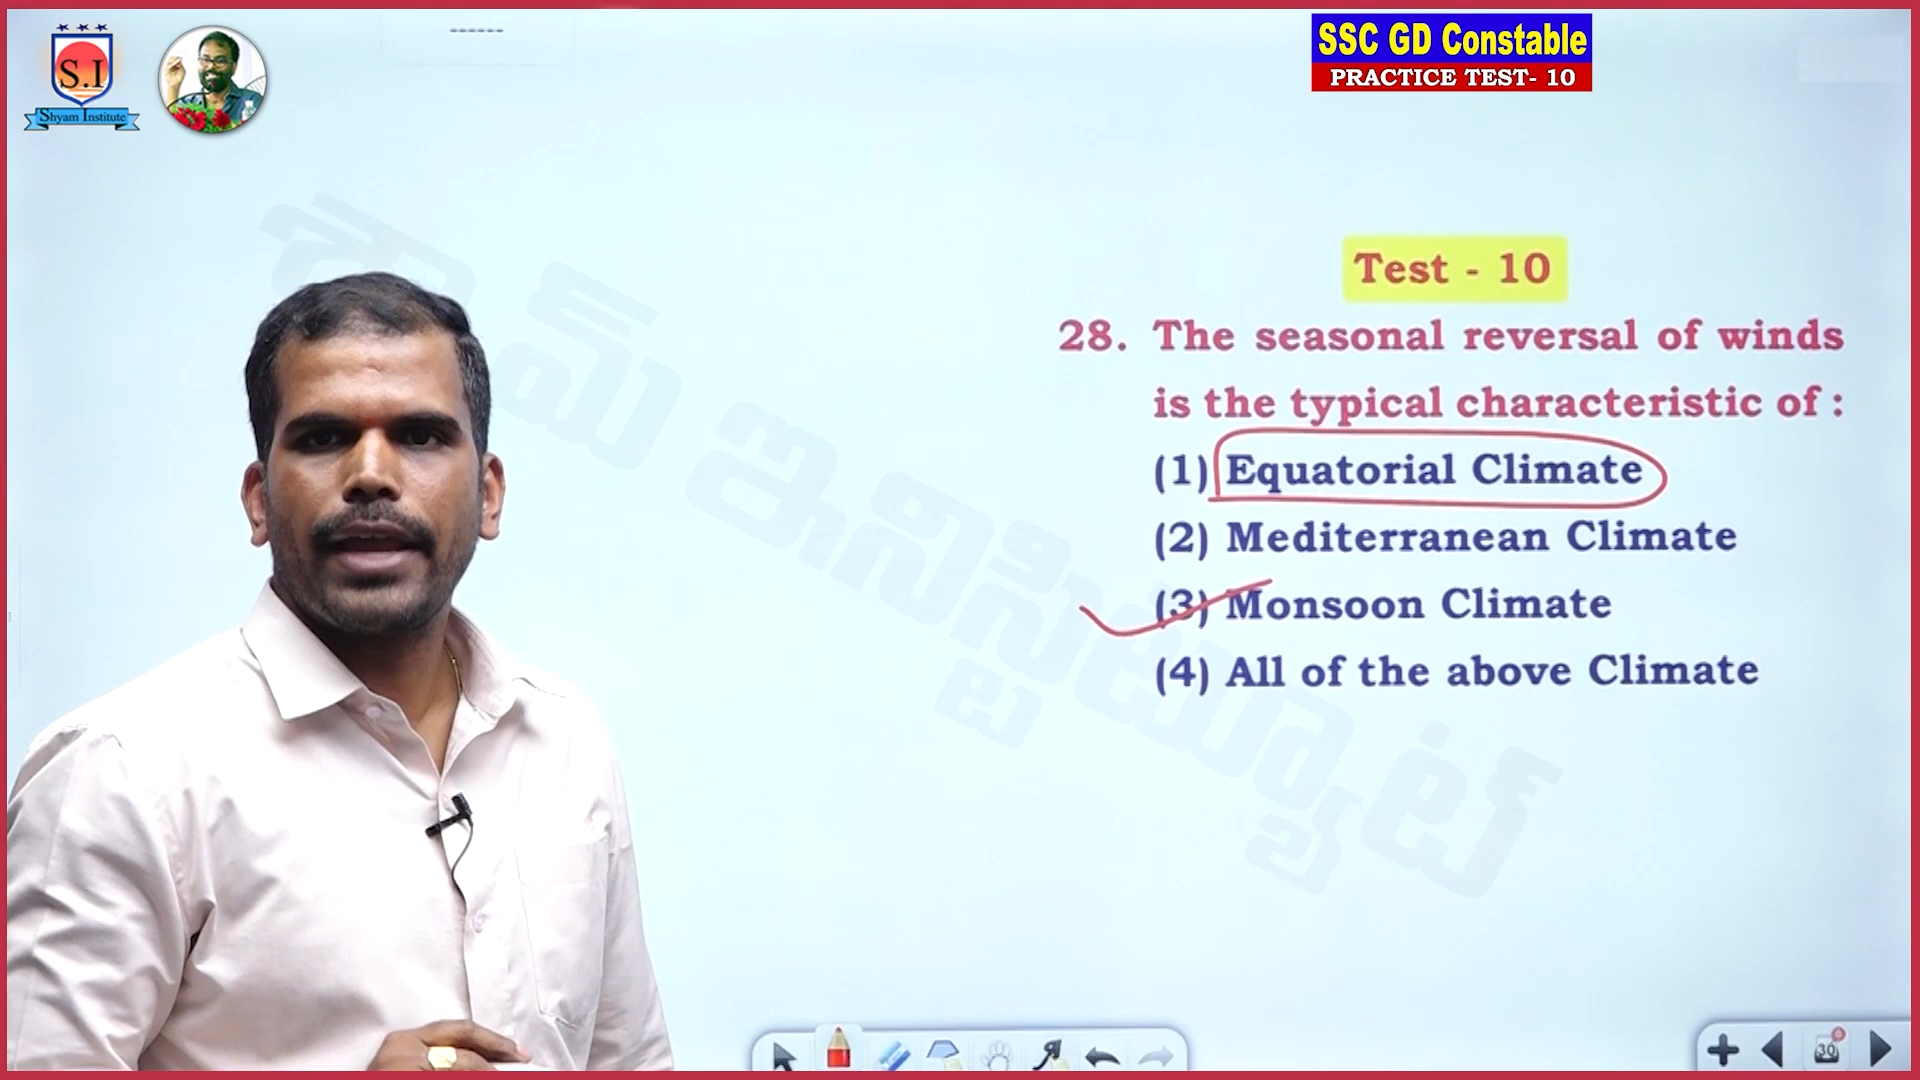 S.I
Shyam Institute
------
SSC GD Constable
PRACTICE TEST- 10
శ్యామ్ ఇన్స్టిట్యూట్
Test - 10
28. The seasonal reversal of winds
is the typical characteristic of :
(1) Equatorial Climate
(2) Mediterranean Climate
(3) Monsoon Climate
(4) All of the above Climate
30